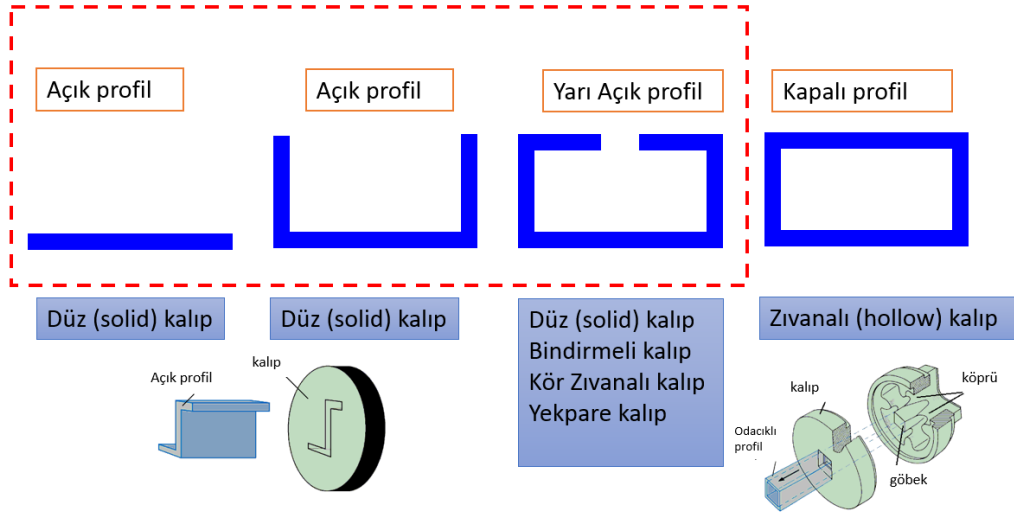 Açık profil
Açık profil
Yarı Açık profil
Kapalı profil
Düz (solid) kalıp
Düz (solid) kalıp
Düz (solid) kalıp
Bindirmeli kalıp
Kör Zıvanalı kalıp
Yekpare kalıp
Zıvanalı (hollow) kalıp
Açık profil
kalıp
kalıp
köprü
Odacıklı
profil
göbek